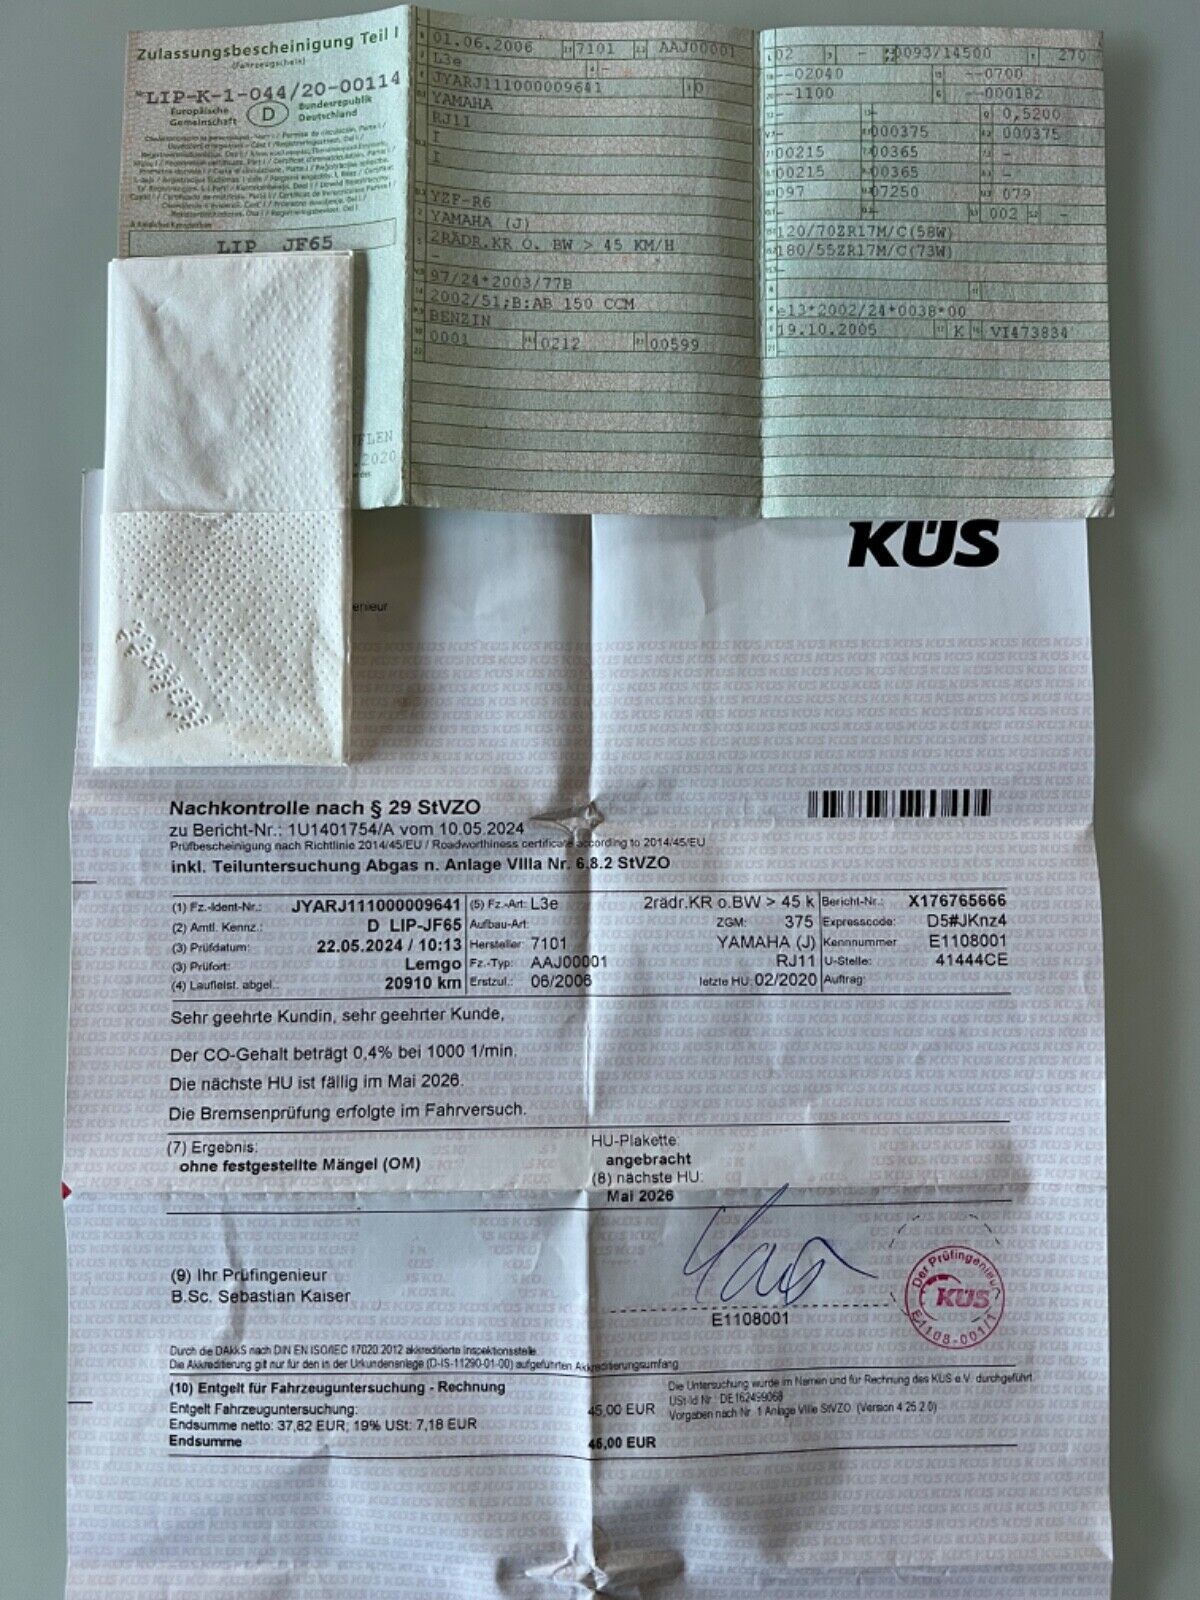 Zulassungsbescheinigung Teil I
(Fahrzeugschein)
LIP-K-1-044/20-00114
Europäische Gemeinschaft
D
Bundesrepublik Deutschland
LIP JF65
2020
01.06.2006 7101 AAJ00001
L3e -
JYARJ111000009641 0
YAMAHA
RJ11
I
I
YZF-R6
YAMAHA (J)
2RÄDR.KR O. BW > 45 KM/H
-
97/24*2003/77B
2002/51;B:AB 150 CCM
BENZIN
0001 0212 00599
02 - 0093/14500 270
--02040 --0700
--1100 --000182
- - 0,5200
000375 000375
00215 00365 -
00215 00365 -
097 07250 079
002 -
120/70ZR17M/C(58W)
180/55ZR17M/C(73W)
-
e13*2002/24*0038*00
19.10.2005 K VI473834
KÜS
enieur
Nachkontrolle nach § 29 StVZO
zu Bericht-Nr.: 1U1401754/A vom 10.05.2024
Prüfbescheinigung nach Richtlinie 2014/45/EU / Roadworthiness certificate according to 2014/45/EU
inkl. Teiluntersuchung Abgas n. Anlage VIIIa Nr. 6.8.2 StVZO
(1) Fz.-Ident-Nr.: JYARJ111000009641 (5) Fz.-Art: L3e 2rädr.KR o.BW > 45 k Bericht-Nr.: X176765666
(2) Amtl. Kennz.: D LIP-JF65 Aufbau-Art: ZGM: 375 Expresscode: D5#JKnz4
(3) Prüfdatum: 22.05.2024 / 10:13 Hersteller 7101 YAMAHA (J) Kennnummer E1108001
(3) Prüfort: Lemgo Fz.-Typ: AAJ00001 RJ11 U-Stelle: 41444CE
(4) Laufleist. abgel.: 20910 km Erstzul.: 06/2006 letzte HU: 02/2020 Auftrag:
Sehr geehrte Kundin, sehr geehrter Kunde,
Der CO-Gehalt beträgt 0,4% bei 1000 1/min.
Die nächste HU ist fällig im Mai 2026.
Die Bremsenprüfung erfolgte im Fahrversuch.
(7) Ergebnis:
ohne festgestellte Mängel (OM)
HU-Plakette:
angebracht
(8) nächste HU:
Mai 2026
(9) Ihr Prüfingenieur
B.Sc. Sebastian Kaiser
E1108001
Der Prüfingenieur
KÜS
E1108-001/1
Durch die DAkkS nach DIN EN ISO/IEC 17020:2012 akkreditierte Inspektionsstelle.
Die Akkreditierung gilt nur für den in der Urkundenanlage (D-IS-11290-01-00) aufgeführten Akkreditierungsumfang.
(10) Entgelt für Fahrzeuguntersuchung - Rechnung
Entgelt Fahrzeuguntersuchung: 45,00 EUR
Endsumme netto: 37,82 EUR, 19% USt: 7,18 EUR
Endsumme 45,00 EUR
Die Untersuchung wurde im Namen und für Rechnung des KÜS e.V. durchgeführt.
USt-Id Nr.: DE162499068
Vorgaben nach Nr. 1 Anlage VIIIe StVZO (Version 4.25.2.0)